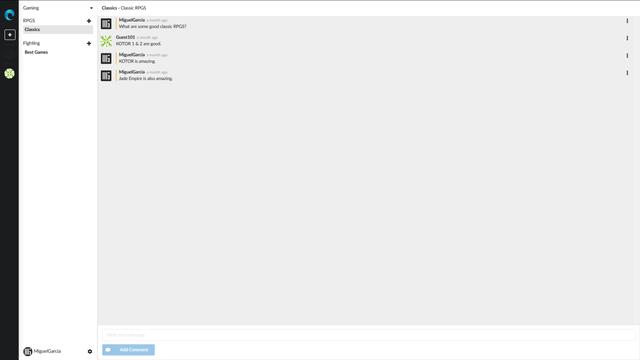 Gaming
RPGS
Classics
Fighting
Best Games
MiguelGarcia
Classics - Classic RPGS
MiguelGarcia a month ago
What are some good classic RPGS?
Guest101 a month ago
KOTOR 1 & 2 are good.
MiguelGarcia a month ago
KOTOR is amazing.
MiguelGarcia a month ago
Jade Empire is also amazing.
Add Comment